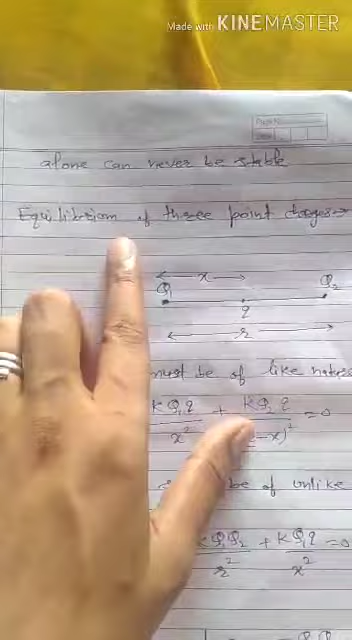 Made with KINEMASTER
alone can never be stable
Equilibrium of three point charges
x
Q₁ Q₂
q
r
must be of like nature
KQ₁q/x² + KQ₂q/ -x)² =0
be of unlike
KQ₁Q₂/r² + KQ₁q/x² =0